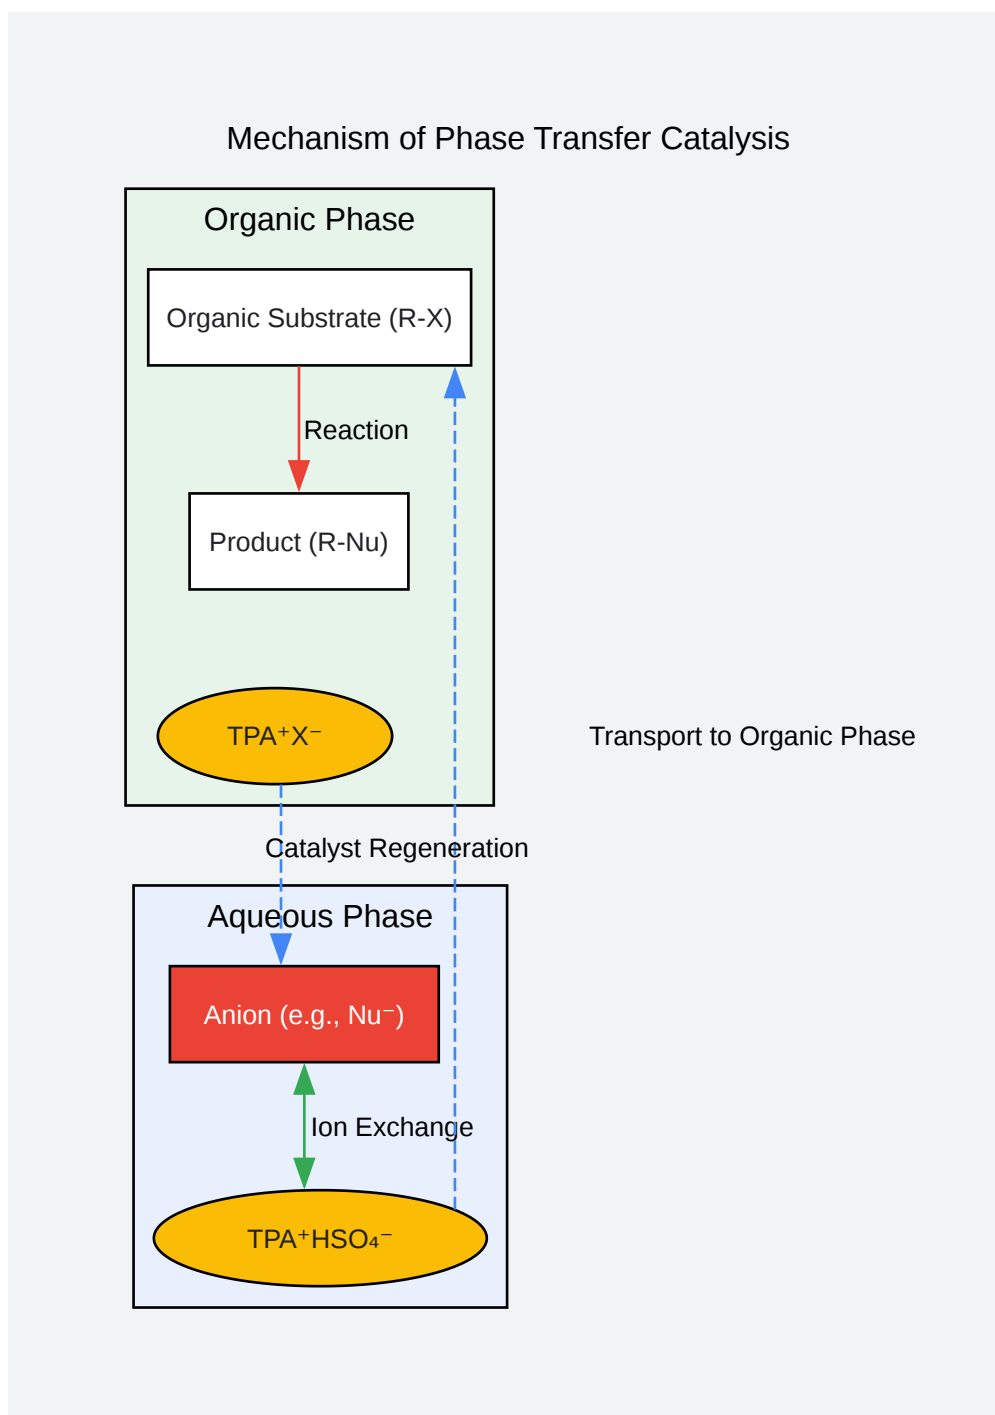 Mechanism of Phase Transfer Catalysis
Organic Phase
Organic Substrate (R-X)
Reaction
Product (R-Nu)
TPA⁺X⁻
Transport to Organic Phase
Catalyst Regeneration
Aqueous Phase
Anion (e.g., Nu⁻)
Ion Exchange
TPA⁺HSO₄⁻